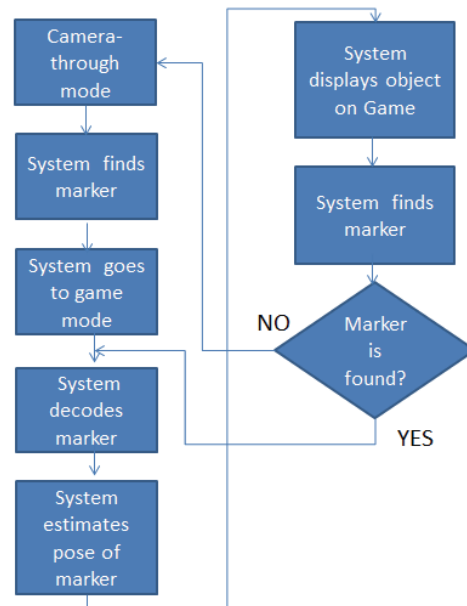 Camera-
through
mode
System finds
marker
System goes
to game
mode
System
decodes
marker
System
estimates
pose of
marker
System
displays object
on Game
System finds
marker
Marker
is
found?
NO
YES